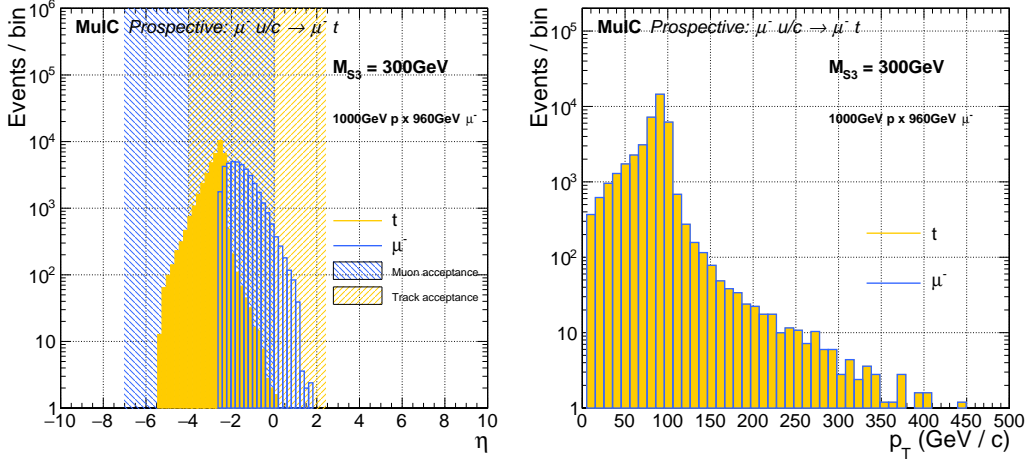 MuIC Prospective: μ⁻ u/c → μ⁻ t
M_S3 = 300GeV
1000GeV p x 960GeV μ⁻
t
μ⁻
Muon acceptance
Track acceptance
Events / bin
10⁶
10⁵
10⁴
10³
10²
10
1
−10 −8 −6 −4 −2 0 2 4 6 8 10
η
MuIC Prospective: μ⁻ u/c → μ⁻ t
M_S3 = 300GeV
1000GeV p x 960GeV μ⁻
t
μ⁻
Events / bin
10⁵
10⁴
10³
10²
10
1
0 50 100 150 200 250 300 350 400 450 500
p_T (GeV / c)